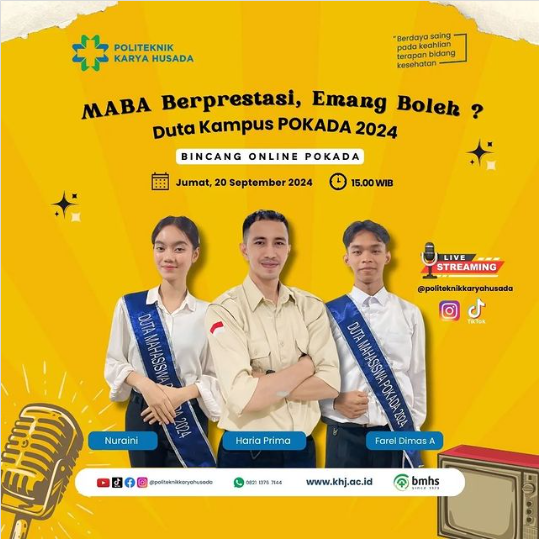 POLITEKNIK
KARYA HUSADA
"Berdaya saing
pada keahlian
terapan bidang
kesehatan"
MABA Berprestasi, Emang Boleh ?
Duta Kampus POKADA 2024
BINCANG ONLINE POKADA
Jumat, 20 September 2024
15.00 WIB
LIVE
STREAMING
@politeknikkaryahusada
TikTok
DUTA MAHASISWA POKADA 2024
DUTA MAHASISWA POKADA 2024
Nuraini
Haria Prima
Farel Dimas A
@politeknikkaryahusada
www.khj.ac.id
bmhs